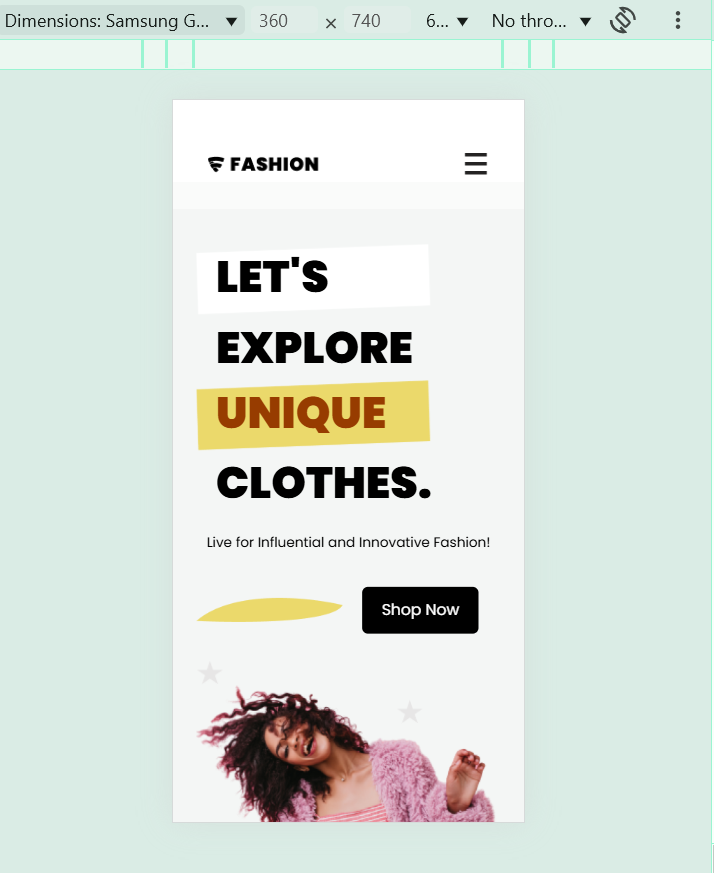 Dimensions: Samsung G... 360 × 740 6... No thro...
FASHION
LET'S
EXPLORE
UNIQUE
CLOTHES.
Live for Influential and Innovative Fashion!
Shop Now